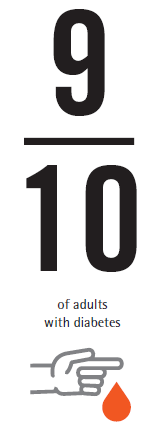 9
10
of adults
with diabetes